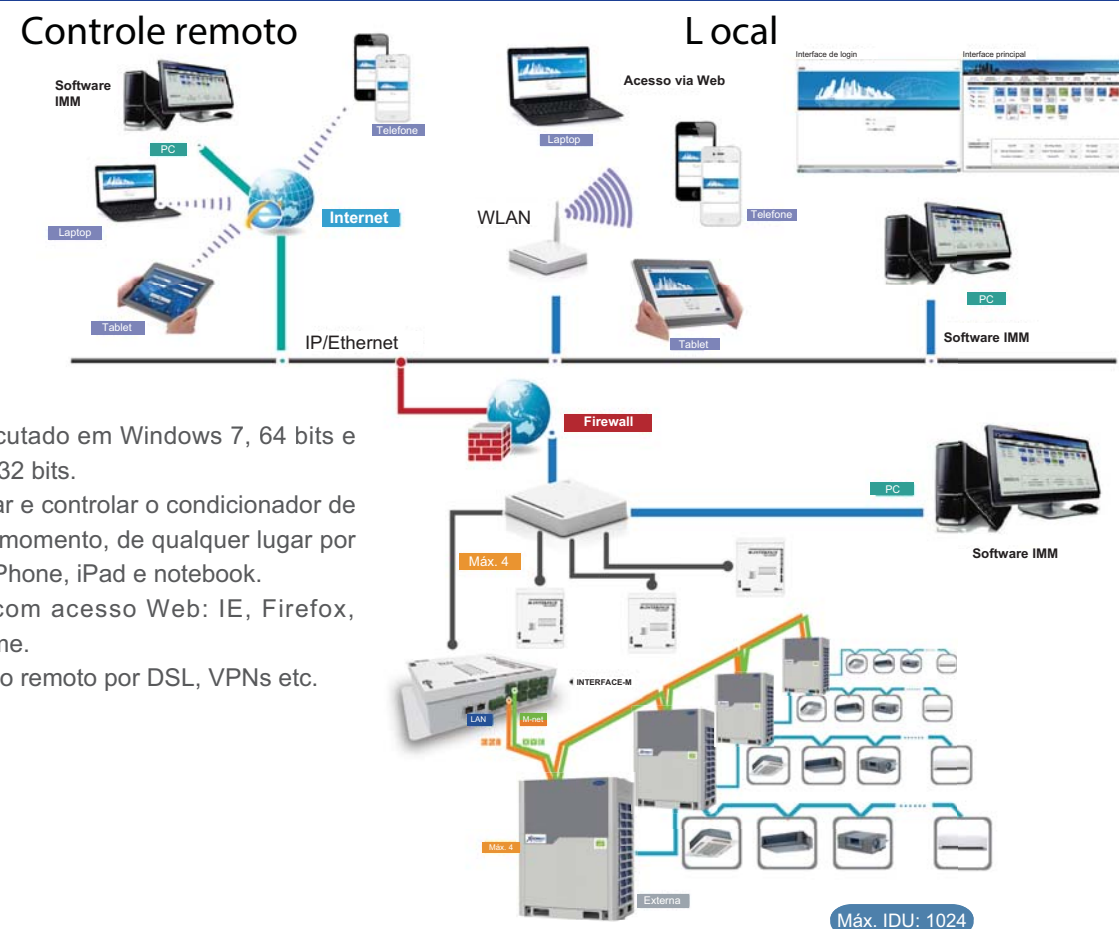 Controle remoto
Local
Software
IMM
PC
Telefone
Laptop
Internet
Tablet
Laptop
Acesso via Web
WLAN
Telefone
Tablet
Interface de login
Interface principal
PC
Software IMM
IP/Ethernet
Firewall
cutado em Windows 7, 64 bits e
32 bits.
ar e controlar o condicionador de
momento, de qualquer lugar por
Phone, iPad e notebook.
com acesso Web: IE, Firefox,
me.
o remoto por DSL, VPNs etc.
PC
Software IMM
Máx. 4
INTERFACE-M
LAN
M-net
Máx. 4
Externa
Máx. IDU: 1024